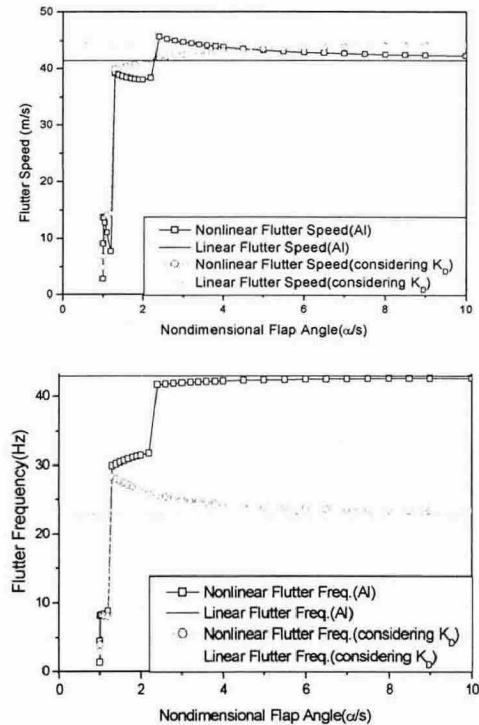 50
40
30
20
10
0
Flutter Speed (m/s)
Nonlinear Flutter Speed(Al)
Linear Flutter Speed(Al)
Nonlinear Flutter Speed(considering K_D)
Linear Flutter Speed(considering K_D)
0 2 4 6 8 10
Nondimensional Flap Angle(α/s)
40
30
20
10
0
Flutter Frequency(Hz)
Nonlinear Flutter Freq.(Al)
Linear Flutter Freq.(Al)
Nonlinear Flutter Freq.(considering K_D)
Linear Flutter Freq.(considering K_D)
0 2 4 6 8 10
Nondimensional Flap Angle(α/s)